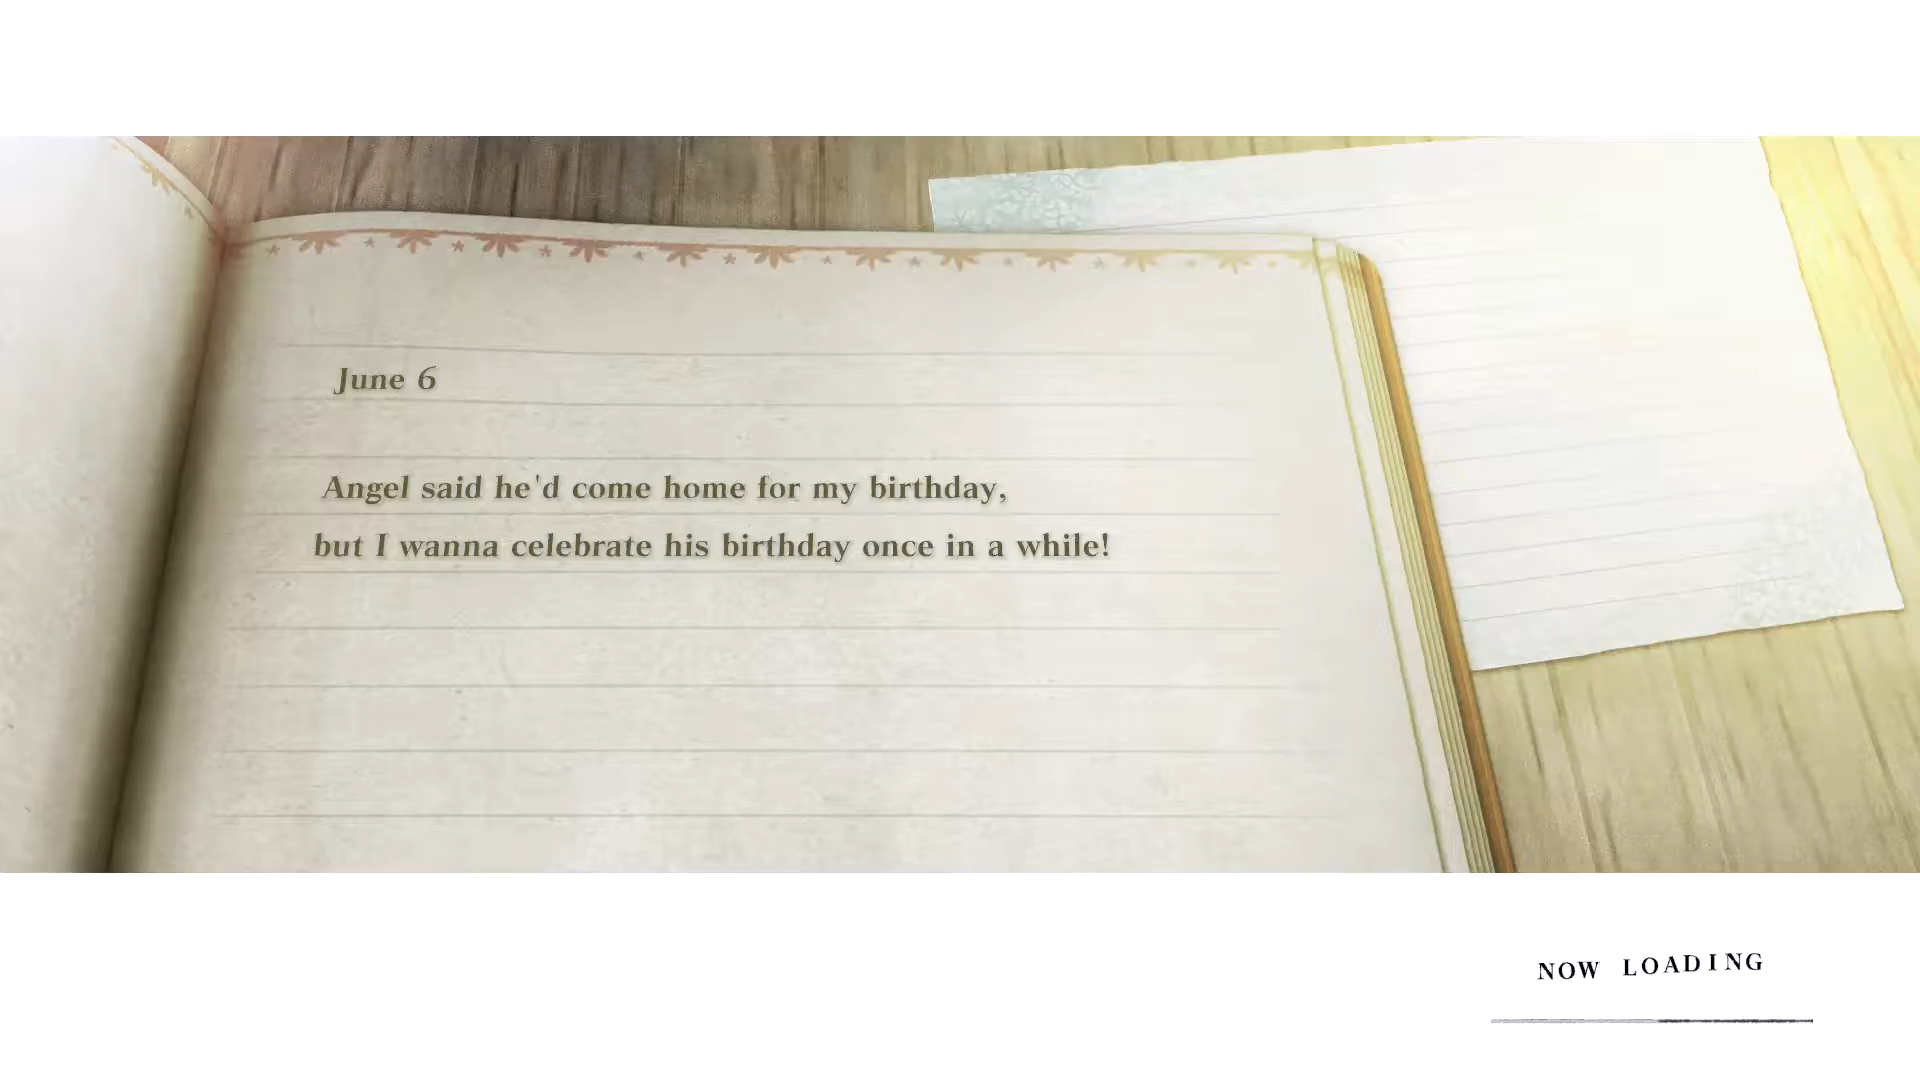 June 6
Angel said he'd come home for my birthday,
but I wanna celebrate his birthday once in a while!
NOW LOADING